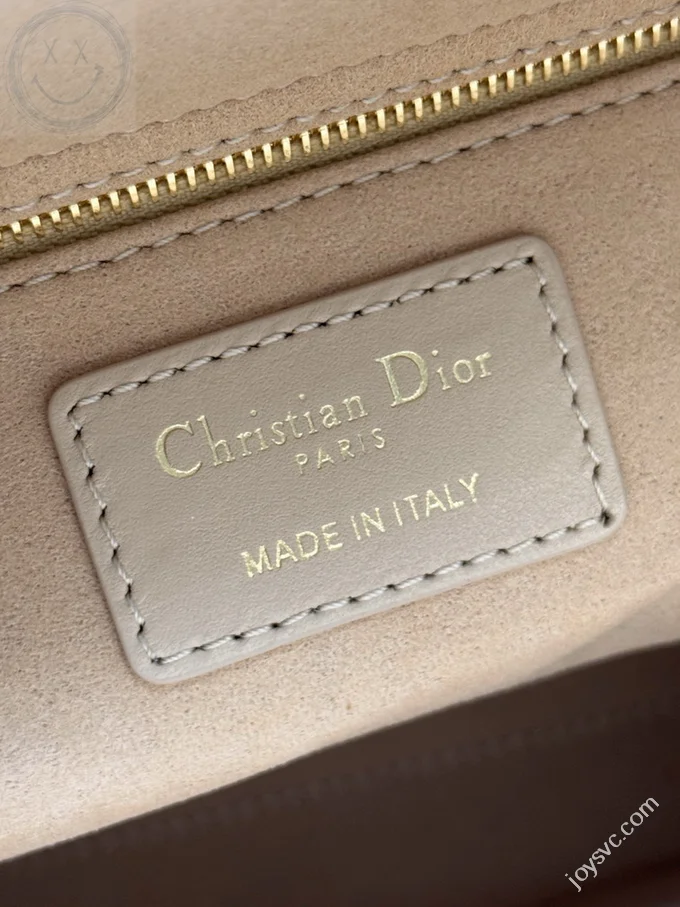 Christian Dior
PARIS
MADE IN ITALY
joysvc.com